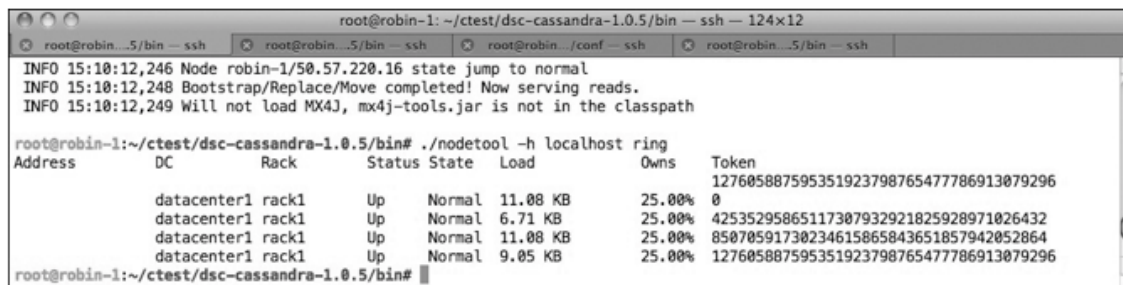 root@robin-1: ~/ctest/dsc-cassandra-1.0.5/bin — ssh — 124×12
root@robin....5/bin — ssh root@robin....5/bin — ssh root@robin.../conf — ssh root@robin....5/bin — ssh
INFO 15:10:12,246 Node robin-1/50.57.220.16 state jump to normal
INFO 15:10:12,248 Bootstrap/Replace/Move completed! Now serving reads.
INFO 15:10:12,249 Will not load MX4J, mx4j-tools.jar is not in the classpath
root@robin-1:~/ctest/dsc-cassandra-1.0.5/bin# ./nodetool -h localhost ring
Address DC Rack Status State Load Owns Token
127605887595351923798765477786913079296
datacenter1 rack1 Up Normal 11.08 KB 25.00% 0
datacenter1 rack1 Up Normal 6.71 KB 25.00% 42535295865117307932921825928971026432
datacenter1 rack1 Up Normal 11.08 KB 25.00% 85070591730234615865843651857942052864
datacenter1 rack1 Up Normal 9.05 KB 25.00% 127605887595351923798765477786913079296
root@robin-1:~/ctest/dsc-cassandra-1.0.5/bin#